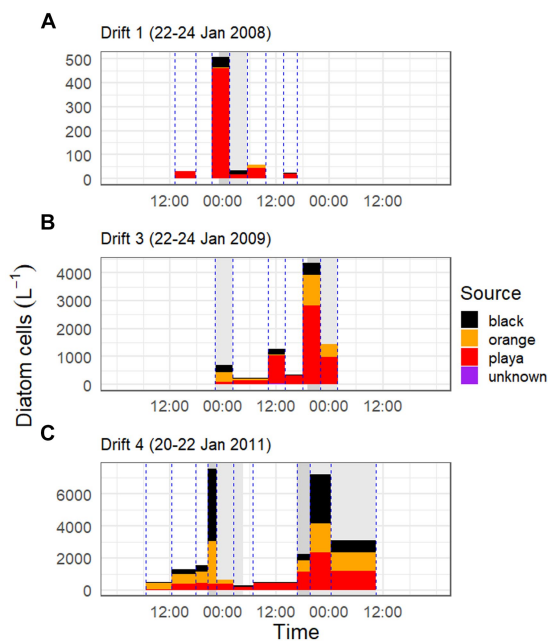 A
Drift 1 (22-24 Jan 2008)
500
400
300
200
100
0
12:00 00:00 12:00 00:00 12:00
B
Drift 3 (22-24 Jan 2009)
4000
3000
2000
1000
0
12:00 00:00 12:00 00:00 12:00
C
Drift 4 (20-22 Jan 2011)
6000
4000
2000
0
12:00 00:00 12:00 00:00 12:00
Time
Diatom cells (L⁻¹)
Source
black
orange
playa
unknown